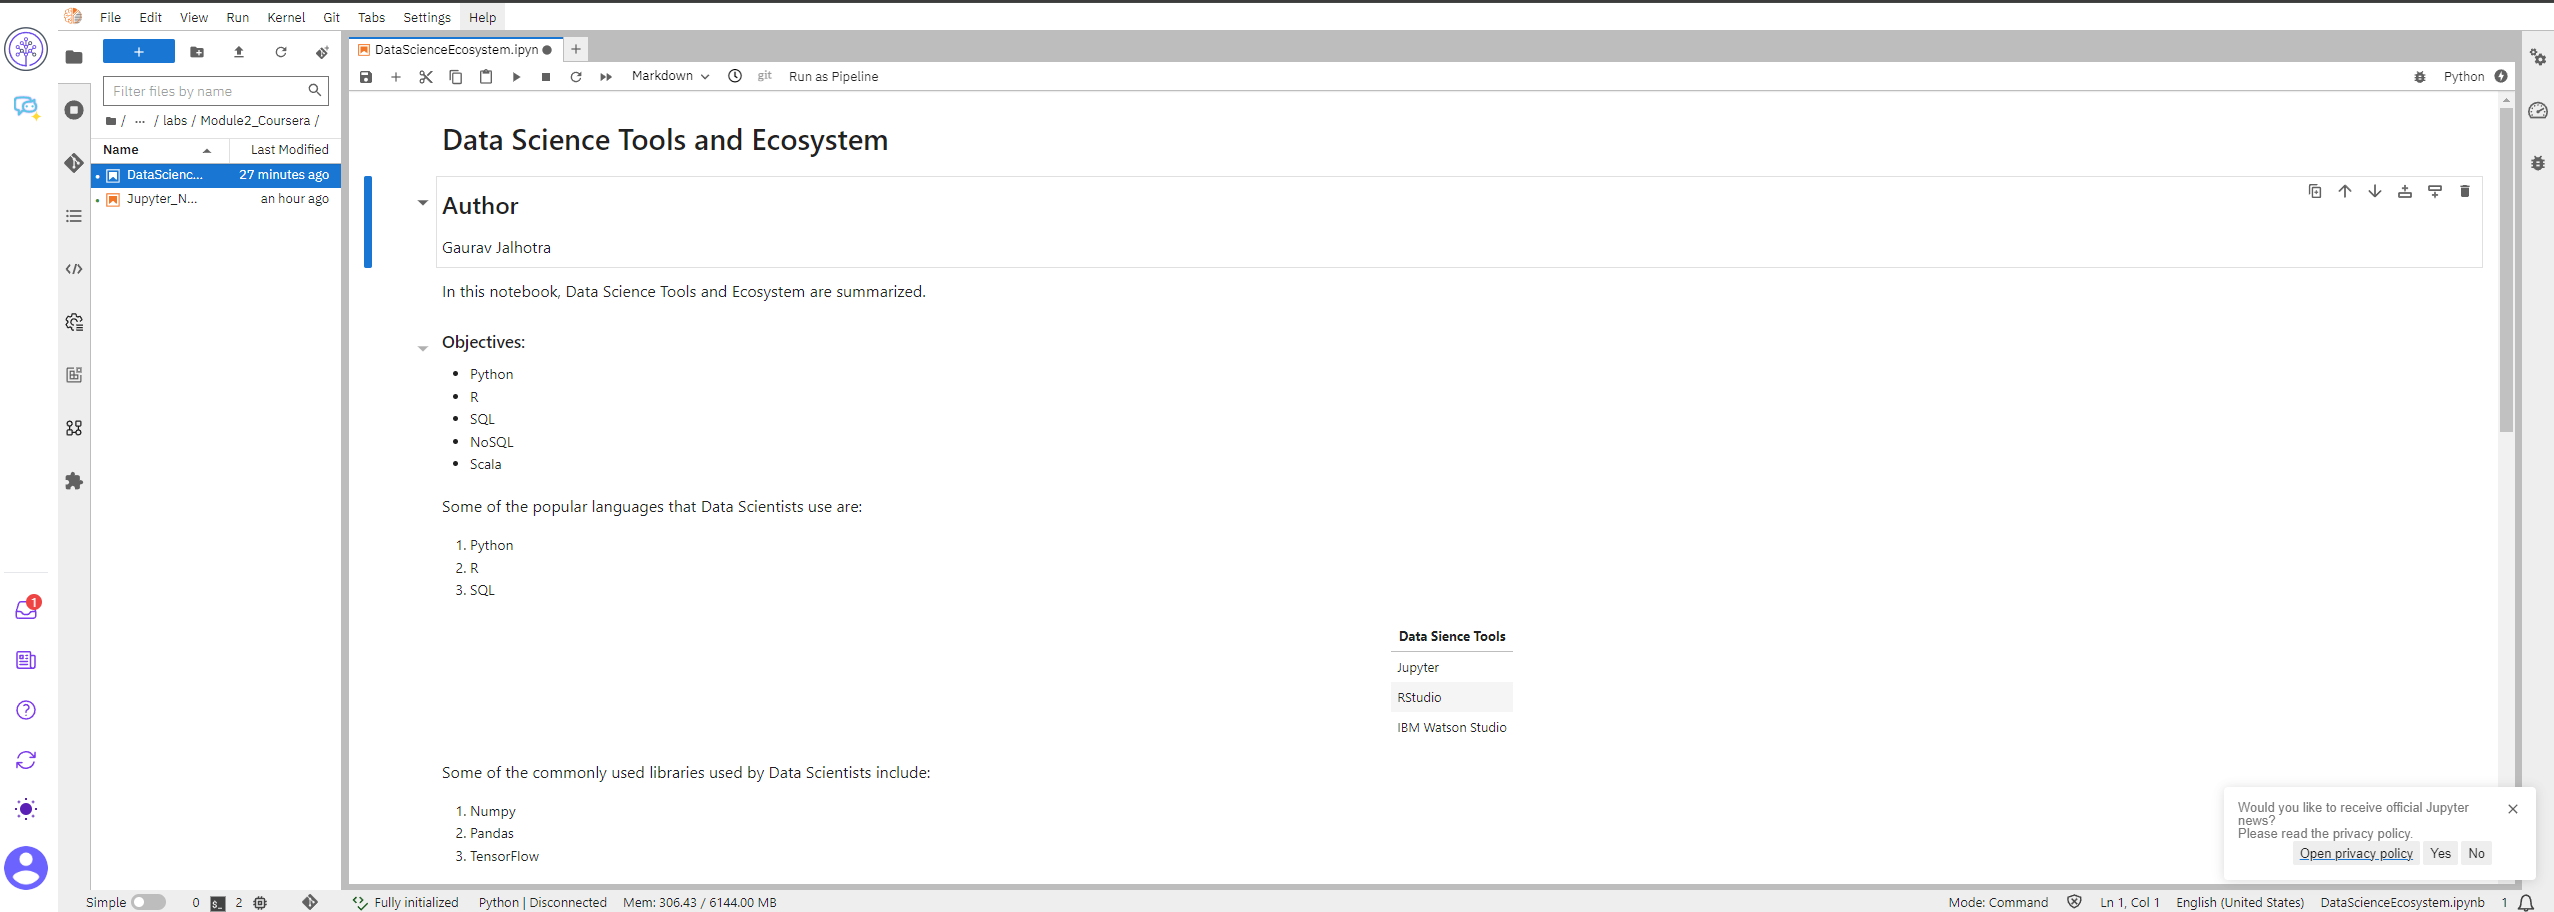 File Edit View Run Kernel Git Tabs Settings Help
DataScienceEcosystem.ipyn
Markdown git Run as Pipeline
Python
Filter files by name
/ ... / labs / Module2_Coursera /
Name Last Modified
DataScienc... 27 minutes ago
Jupyter_N... an hour ago
Data Science Tools and Ecosystem
Author
Gaurav Jalhotra
In this notebook, Data Science Tools and Ecosystem are summarized.
Objectives:
• Python
• R
• SQL
• NoSQL
• Scala
Some of the popular languages that Data Scientists use are:
1. Python
2. R
3. SQL
Data Sience Tools
Jupyter
RStudio
IBM Watson Studio
Some of the commonly used libraries used by Data Scientists include:
1. Numpy
2. Pandas
3. TensorFlow
1
Would you like to receive official Jupyter
news?
Please read the privacy policy.
Open privacy policy Yes No
Simple 0 $_ 2 Fully initialized Python | Disconnected Mem: 306.43 / 6144.00 MB Mode: Command Ln 1, Col 1 English (United States) DataScienceEcosystem.ipynb 1